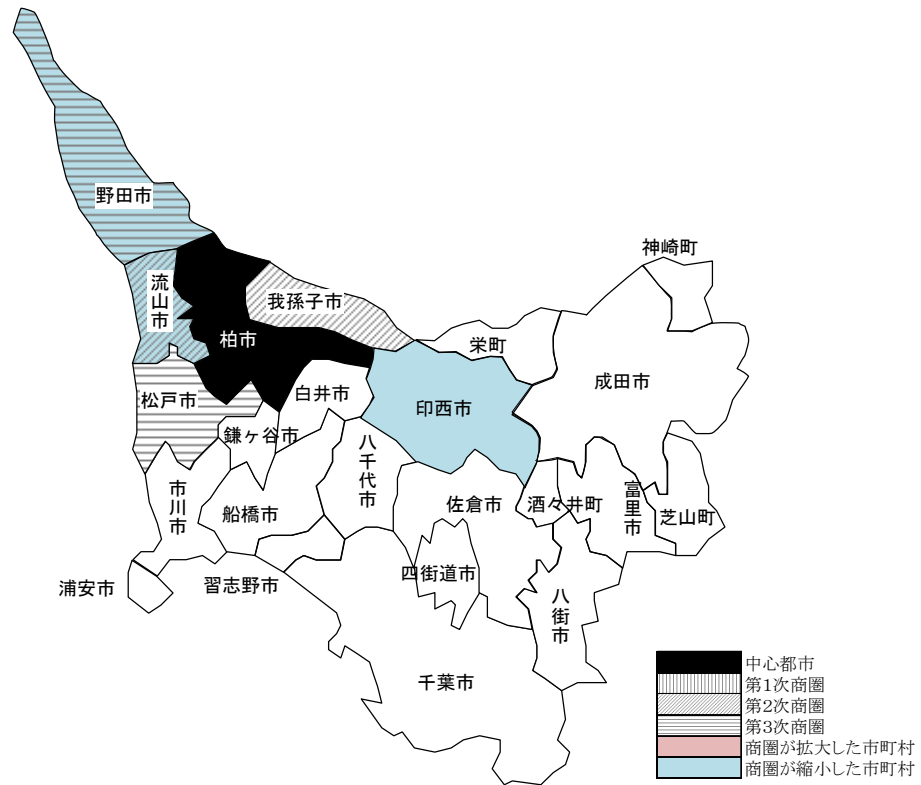 野田市
神崎町
流山市
我孫子市
柏市
栄町
成田市
白井市
松戸市
印西市
鎌ヶ谷市
八千代市
市川市
船橋市
佐倉市
酒々井町
富里市
芝山町
四街道市
浦安市
習志野市
八街市
千葉市
中心都市
第1次商圏
第2次商圏
第3次商圏
商圏が拡大した市町村
商圏が縮小した市町村